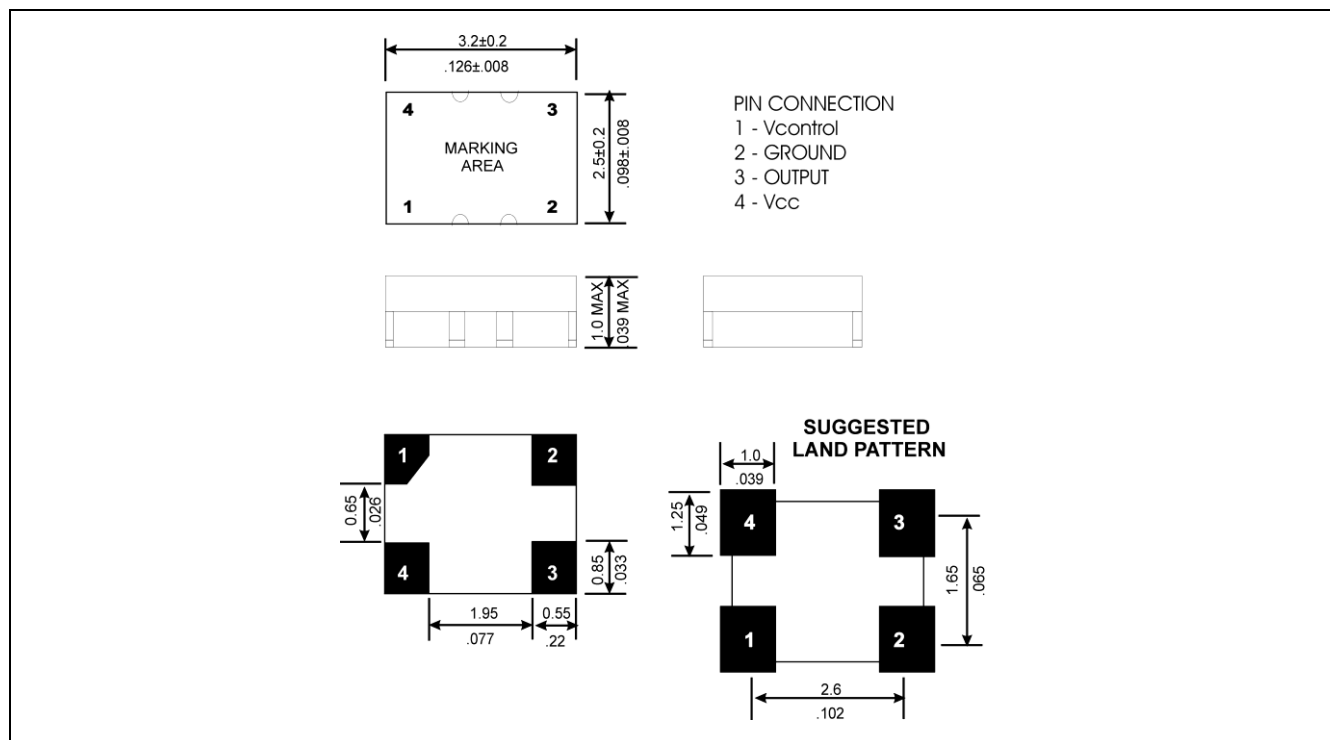 3.2±0.2
.126±.008
4
3
MARKING
AREA
1
2
2.5±0.2
.098±.008
PIN CONNECTION
1 - Vcontrol
2 - GROUND
3 - OUTPUT
4 - Vcc
1.0 MAX
.039 MAX
1
2
4
3
0.65
.026
0.85
.033
1.95
.077
0.55
.22
SUGGESTED
LAND PATTERN
1.0
.039
1.25
.049
4
3
1
2
1.65
.065
2.6
.102